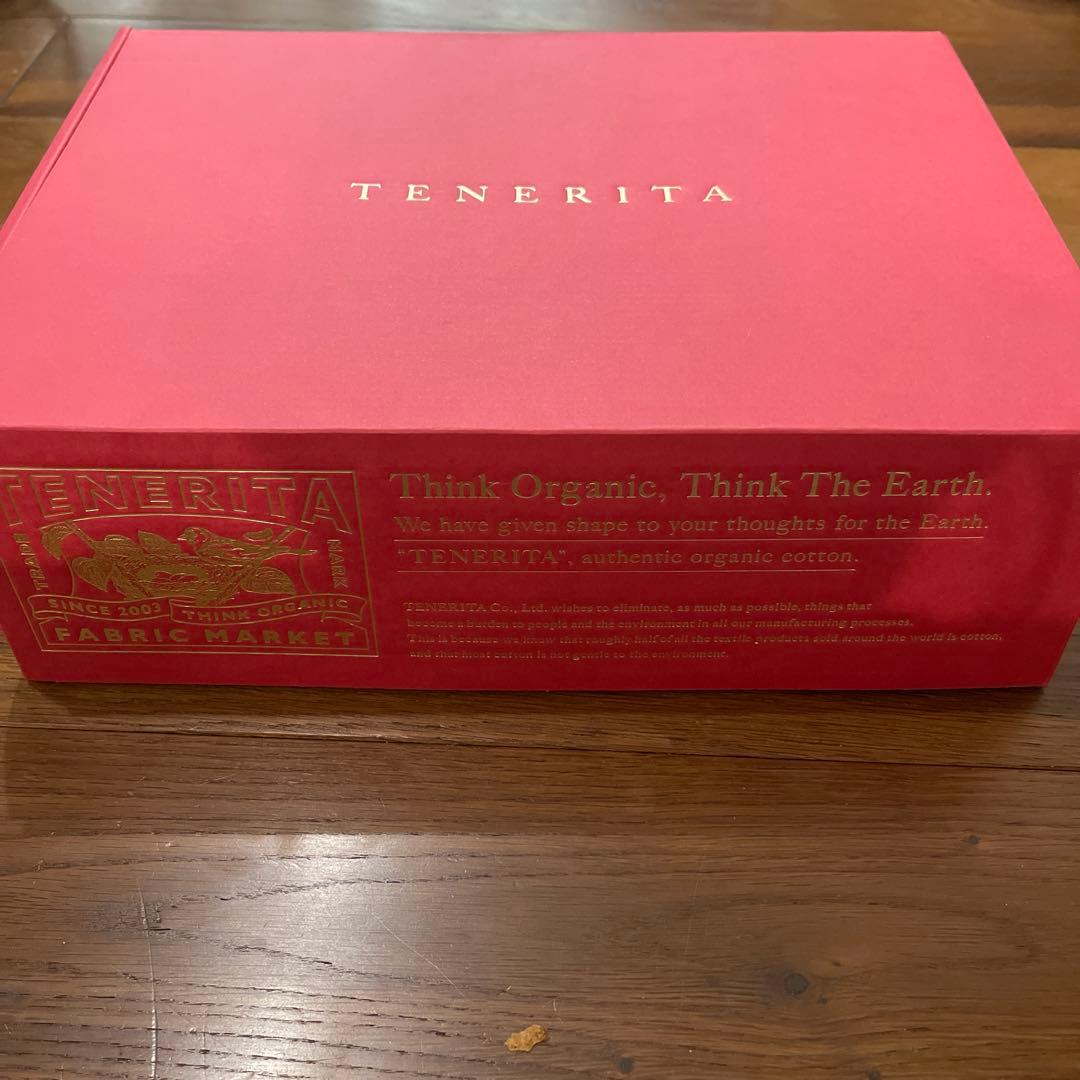 TENERITA
TENERITA
TRADE
MARK
SINCE 2003
THINK ORGANIC
FABRIC MARKET
Think Organic, Think The Earth.
We have given shape to your thoughts for the Earth.
"TENERITA", authentic organic cotton.
TENERITA Co., Ltd. wishes to eliminate, as much as possible, things that
become a burden to people and the environment in all our manufacturing processes.
This is because we know that roughly half of all the textile products sold around the world is cotton,
and that most cotton is not gentle to the environment.